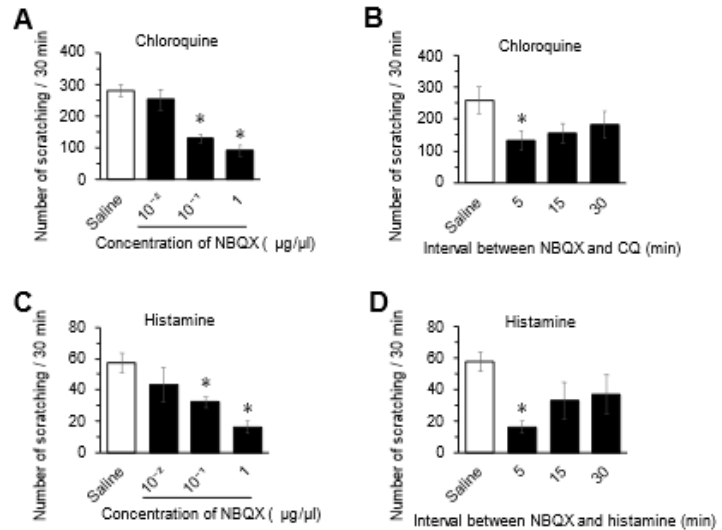 A
Chloroquine
Number of scratching / 30 min
400
300
200
100
0
Saline
10⁻²
10⁻¹
1
*
*
Concentration of NBQX ( µg/µl)
B
Chloroquine
Number of scratching / 30 min
400
300
200
100
0
Saline
5
15
30
*
Interval between NBQX and CQ (min)
C
Histamine
Number of scratching / 30 min
80
60
40
20
0
Saline
10⁻²
10⁻¹
1
*
*
Concentration of NBQX ( µg/µl)
D
Histamine
Number of scratching / 30 min
80
60
40
20
0
Saline
5
15
30
*
Interval between NBQX and histamine (min)